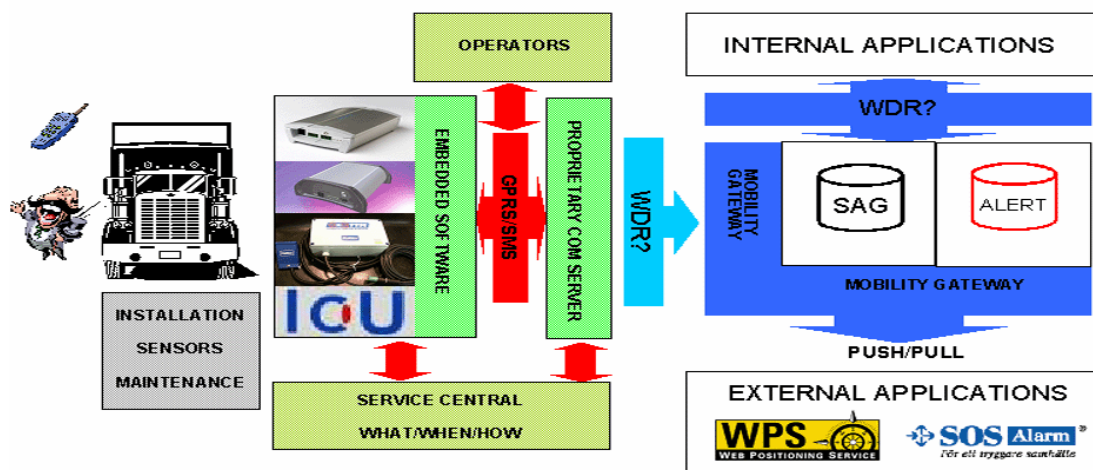 OPERATORS
INTERNAL APPLICATIONS
WDR?
EMBEDDED SOFTWARE
GPRS/SMS
PROPRIETARY COM SERVER
WDR?
MOBILITY
GATEWAY
SAG
ALERT
MOBILITY GATEWAY
ICU
INSTALLATION
SENSORS
MAINTENANCE
PUSH/PULL
SERVICE CENTRAL
WHAT/WHEN/HOW
EXTERNAL APPLICATIONS
WPS
WEB POSITIONING SERVICE
SOS Alarm®
För ett tryggare samhälle